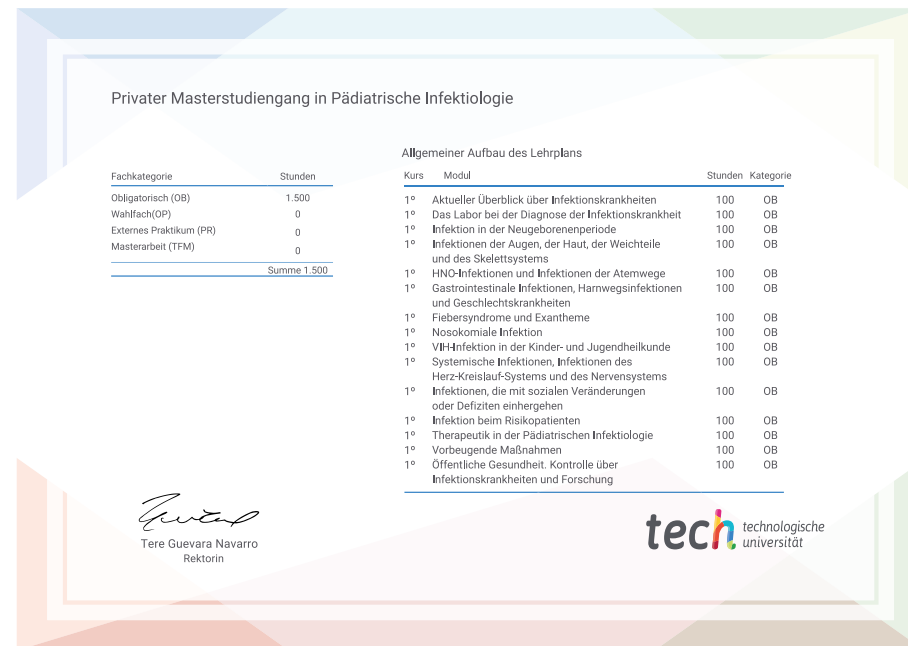 Privater Masterstudiengang in Pädiatrische Infektiologie
Fachkategorie Stunden
Obligatorisch (OB) 1.500
Wahlfach(OP) 0
Externes Praktikum (PR) 0
Masterarbeit (TFM) 0
Summe 1.500
Allgemeiner Aufbau des Lehrplans
Kurs Modul Stunden Kategorie
1º Aktueller Überblick über Infektionskrankheiten 100 OB
1º Das Labor bei der Diagnose der Infektionskrankheit 100 OB
1º Infektion in der Neugeborenenperiode 100 OB
1º Infektionen der Augen, der Haut, der Weichteile 100 OB
und des Skelettsystems
1º HNO-Infektionen und Infektionen der Atemwege 100 OB
1º Gastrointestinale Infektionen, Harnwegsinfektionen 100 OB
und Geschlechtskrankheiten
1º Fiebersyndrome und Exantheme 100 OB
1º Nosokomiale Infektion 100 OB
1º VIH-Infektion in der Kinder- und Jugendheilkunde 100 OB
1º Systemische Infektionen, Infektionen des 100 OB
Herz-Kreislauf-Systems und des Nervensystems
1º Infektionen, die mit sozialen Veränderungen 100 OB
oder Defiziten einhergehen
1º Infektion beim Risikopatienten 100 OB
1º Therapeutik in der Pädiatrischen Infektiologie 100 OB
1º Vorbeugende Maßnahmen 100 OB
1º Öffentliche Gesundheit. Kontrolle über 100 OB
Infektionskrankheiten und Forschung
Tere Guevara Navarro
Rektorin
tech technologische
universität